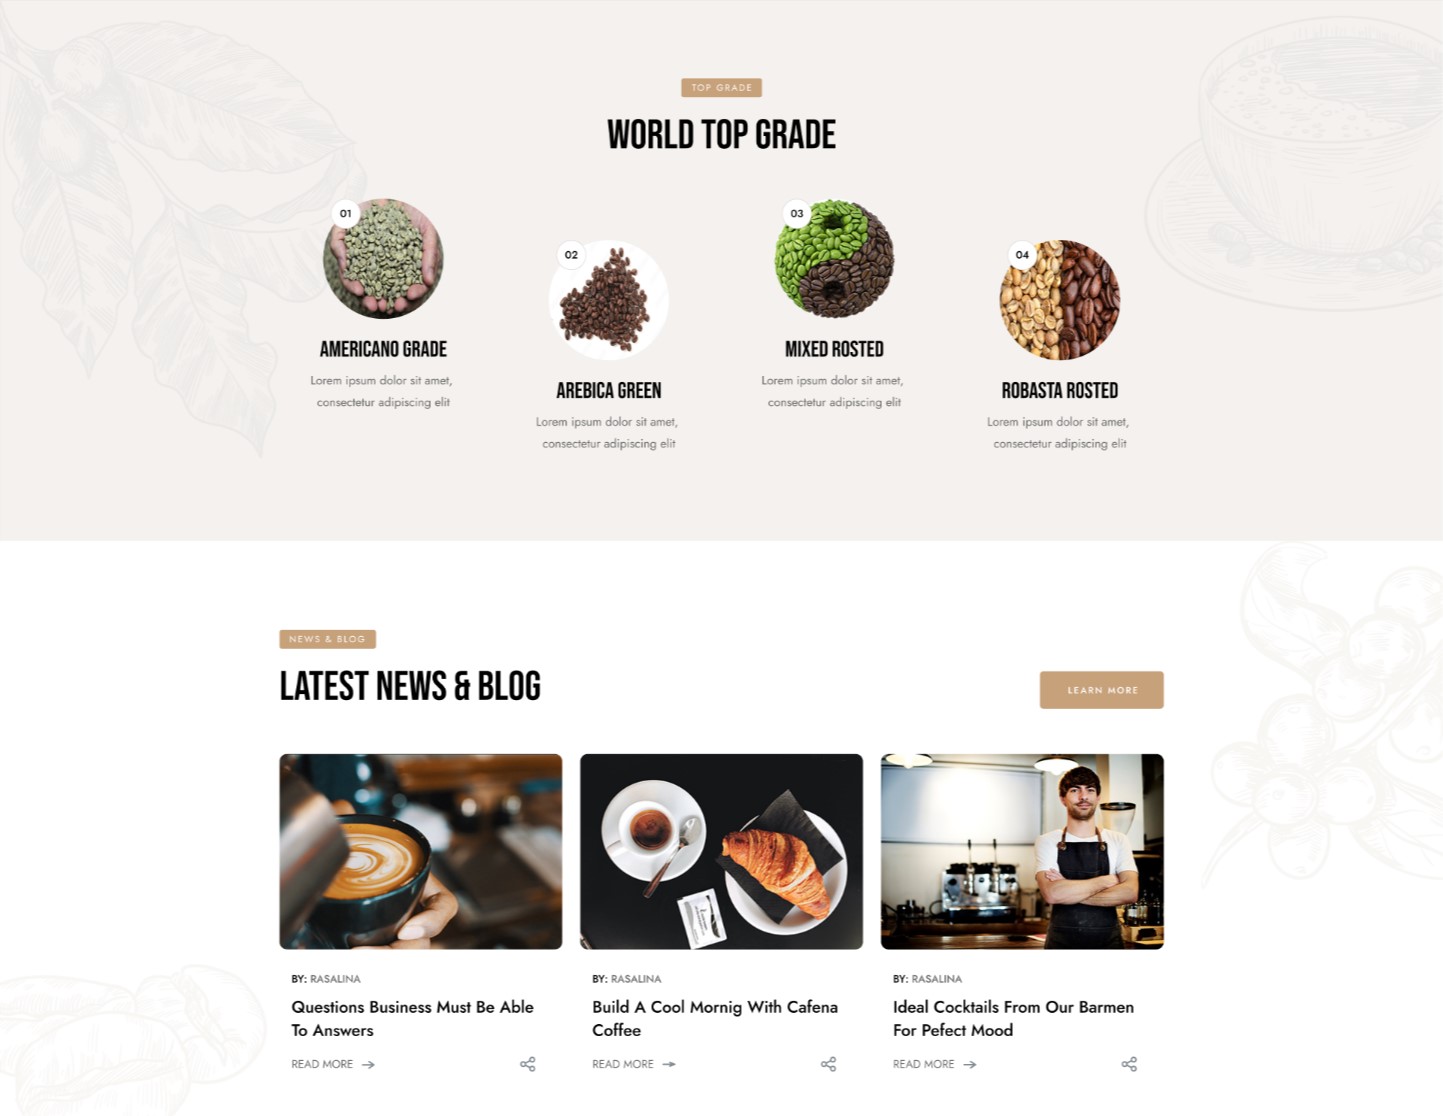 TOP GRADE
WORLD TOP GRADE
01
AMERICANO GRADE
Lorem ipsum dolor sit amet,
consectetur adipiscing elit
02
AREBICA GREEN
Lorem ipsum dolor sit amet,
consectetur adipiscing elit
03
MIXED ROSTED
Lorem ipsum dolor sit amet,
consectetur adipiscing elit
04
ROBASTA ROSTED
Lorem ipsum dolor sit amet,
consectetur adipiscing elit
NEWS & BLOG
LATEST NEWS & BLOG
LEARN MORE
BY: RASALINA
Questions Business Must Be Able
To Answers
READ MORE
BY: RASALINA
Build A Cool Mornig With Cafena
Coffee
READ MORE
BY: RASALINA
Ideal Cocktails From Our Barmen
For Pefect Mood
READ MORE